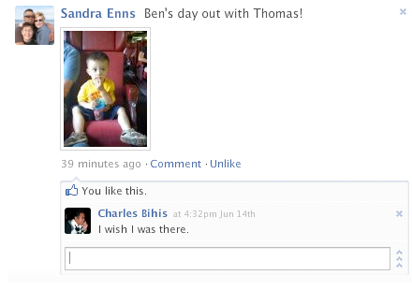 Sandra Enns Ben's day out with Thomas!
39 minutes ago · Comment · Unlike
You like this.
Charles Bihis at 4:32pm Jun 14th
I wish I was there.